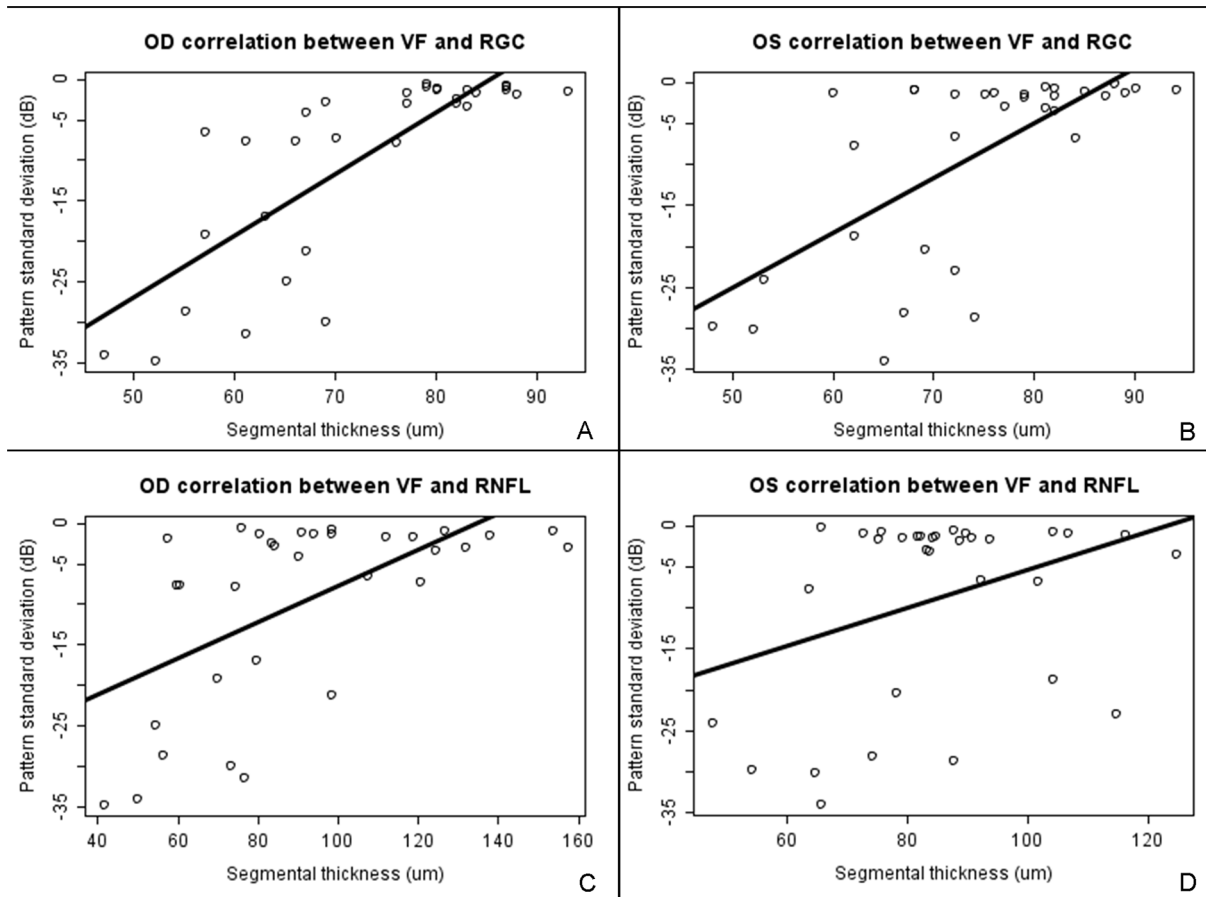 OD correlation between VF and RGC
Pattern standard deviation (dB)
0
-5
-15
-25
-35
50 60 70 80 90
Segmental thickness (um)
A
OS correlation between VF and RGC
Pattern standard deviation (dB)
0
-5
-15
-25
-35
50 60 70 80 90
Segmental thickness (um)
B
OD correlation between VF and RNFL
Pattern standard deviation (dB)
0
-5
-15
-25
-35
40 60 80 100 120 140 160
Segmental thickness (um)
C
OS correlation between VF and RNFL
Pattern standard deviation (dB)
0
-5
-15
-25
-35
60 80 100 120
Segmental thickness (um)
D